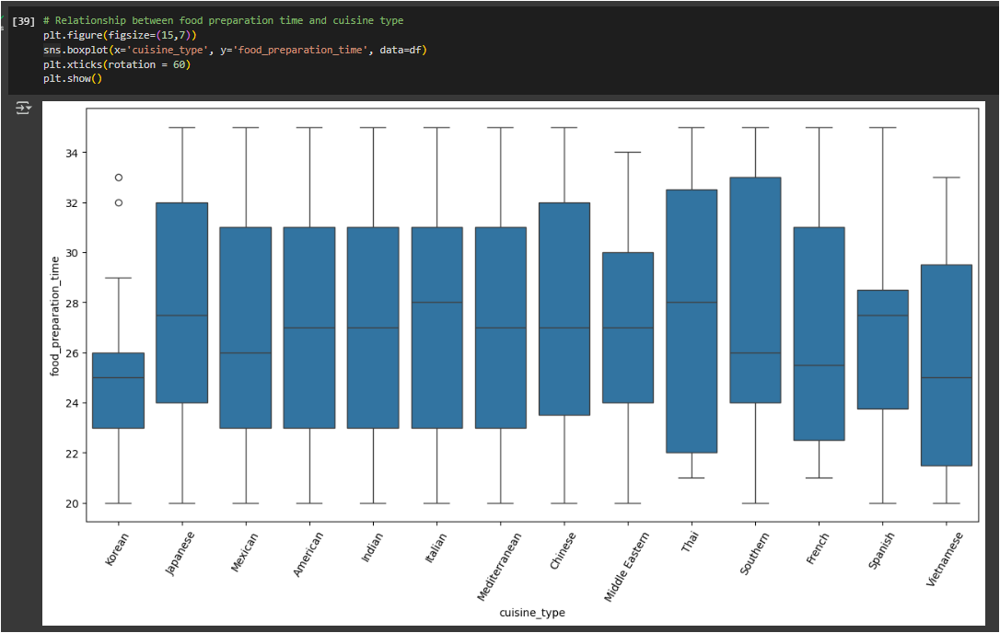 [39] # Relationship between food preparation time and cuisine type
plt.figure(figsize=(15,7))
sns.boxplot(x='cuisine_type', y='food_preparation_time', data=df)
plt.xticks(rotation = 60)
plt.show()
food_preparation_time
34
32
30
28
26
24
22
20
Korean
Japanese
Mexican
American
Indian
Italian
Mediterranean
Chinese
Middle Eastern
Thai
Southern
French
Spanish
Vietnamese
cuisine_type